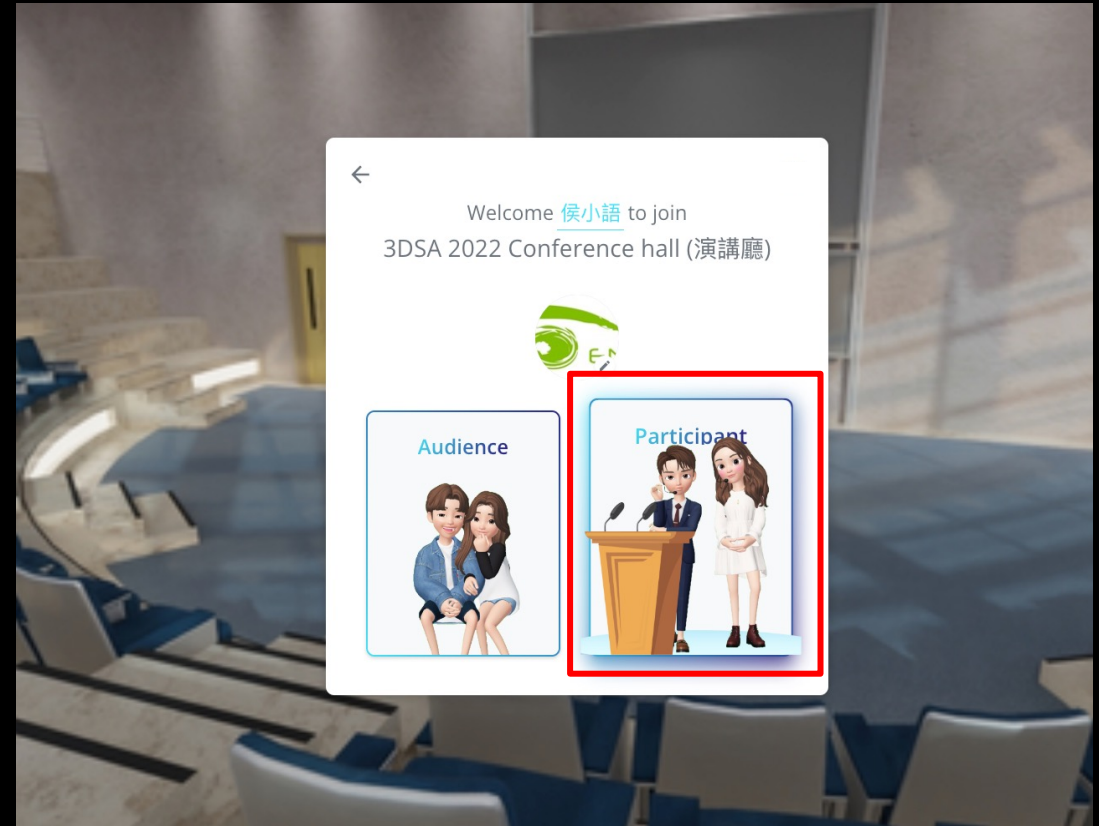 Welcome 侯小語 to join
3DSA 2022 Conference hall (演講廳)
Audience
Participant